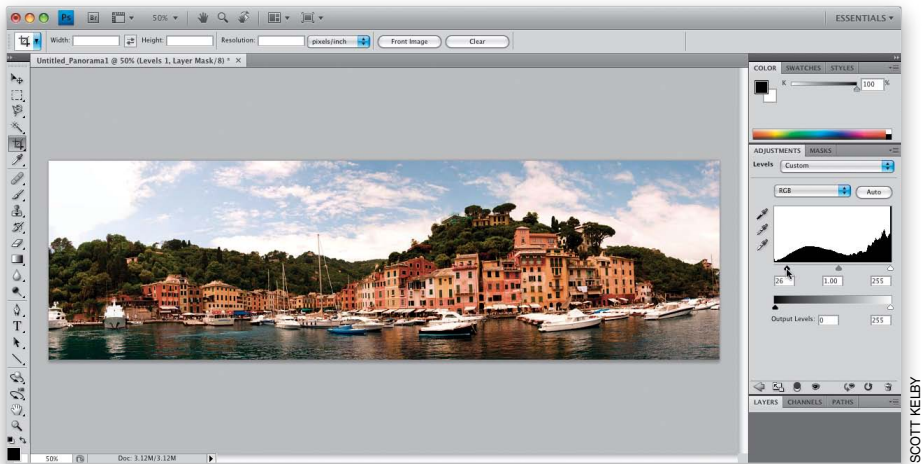 Ps Br 50% ESSENTIALS
Width: Height: Resolution: pixels/inch Front Image Clear
Untitled_Panorama1 @ 50% (Levels 1, Layer Mask/8) * ×
COLOR SWATCHES STYLES
K 100 %
ADJUSTMENTS MASKS
Levels Custom
RGB Auto
26 1.00 255
Output Levels: 0 255
LAYERS CHANNELS PATHS
50% Doc: 3.12M/3.12M
SCOTT KELBY